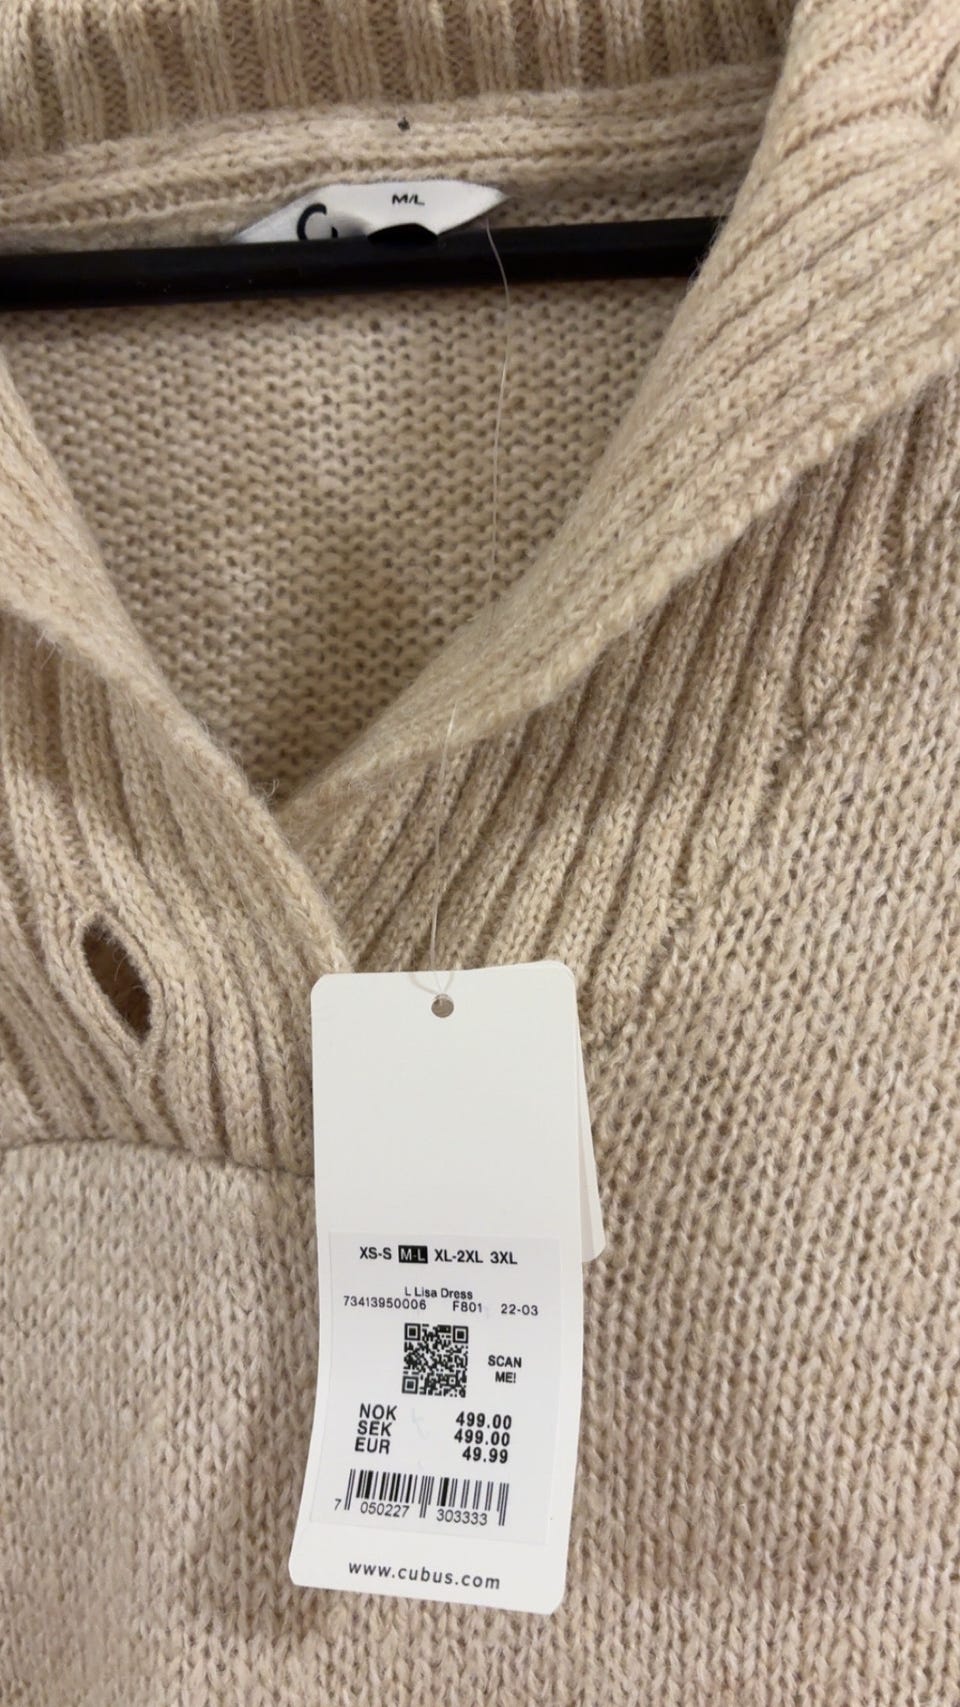 M/L
C
XS-S M-L XL-2XL 3XL
L Lisa Dress
73413950006 F801 22-03
SCAN
ME!
NOK 499.00
SEK 499.00
EUR 49.99
7 050227 303333
www.cubus.com